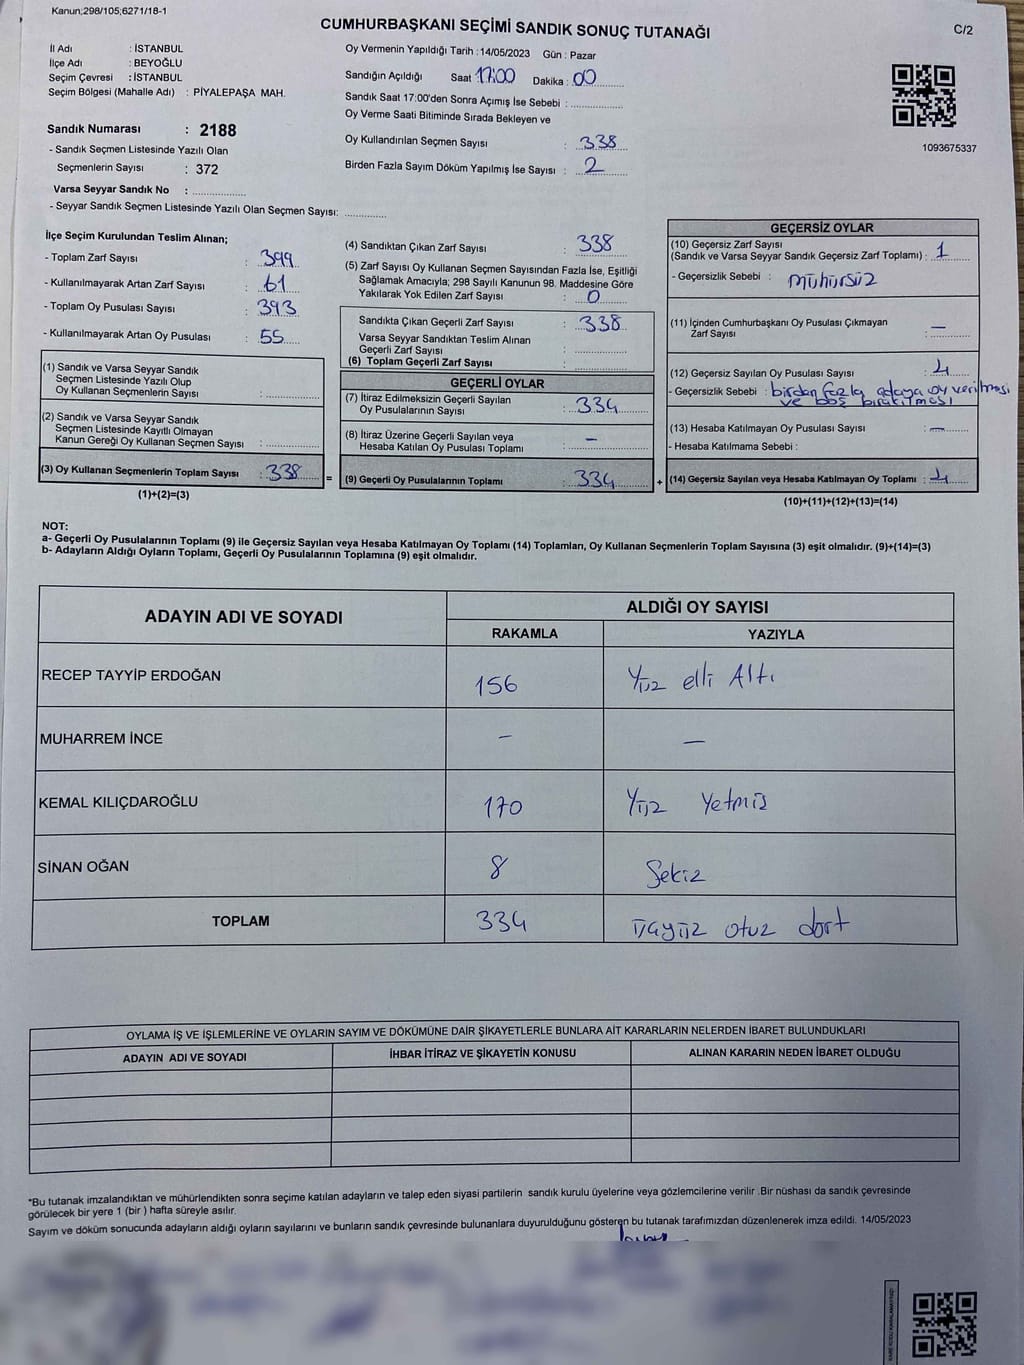 Kanun;298/105;6271/18-1
CUMHURBAŞKANI SEÇİMİ SANDIK SONUÇ TUTANAĞI
C/2
İl Adı : İSTANBUL
İlçe Adı : BEYOĞLU
Seçim Çevresi : İSTANBUL
Seçim Bölgesi (Mahalle Adı) : PİYALEPAŞA MAH.
Sandık Numarası : 2188
- Sandık Seçmen Listesinde Yazılı Olan
Seçmenlerin Sayısı : 372
Varsa Seyyar Sandık No : ..............
- Seyyar Sandık Seçmen Listesinde Yazılı Olan Seçmen Sayısı: ..............
Oy Vermenin Yapıldığı Tarih : 14/05/2023 Gün : Pazar
Sandığın Açıldığı Saat 17:00 Dakika : 00
Sandık Saat 17:00'den Sonra Açımış İse Sebebi : ..............
Oy Verme Saati Bitiminde Sırada Bekleyen ve
Oy Kullandırılan Seçmen Sayısı : 338
Birden Fazla Sayım Döküm Yapılmış İse Sayısı : 2
1093675337
İlçe Seçim Kurulundan Teslim Alınan;
- Toplam Zarf Sayısı : 399
- Kullanılmayarak Artan Zarf Sayısı : 61
- Toplam Oy Pusulası Sayısı : 393
- Kullanılmayarak Artan Oy Pusulası : 55
(1) Sandık ve Varsa Seyyar Sandık
Seçmen Listesinde Yazılı Olup
Oy Kullanan Seçmenlerin Sayısı : ..............
(2) Sandık ve Varsa Seyyar Sandık
Seçmen Listesinde Kayıtlı Olmayan
Kanun Gereği Oy Kullanan Seçmen Sayısı : ..............
(3) Oy Kullanan Seçmenlerin Toplam Sayısı : 338 =
(1)+(2)=(3)
(4) Sandıktan Çıkan Zarf Sayısı : 338
(5) Zarf Sayısı Oy Kullanan Seçmen Sayısından Fazla İse, Eşitliği
Sağlamak Amacıyla; 298 Sayılı Kanunun 98. Maddesine Göre
Yakılarak Yok Edilen Zarf Sayısı : 0
Sandıkta Çıkan Geçerli Zarf Sayısı : 338
Varsa Seyyar Sandıktan Teslim Alınan
Geçerli Zarf Sayısı : ..............
(6) Toplam Geçerli Zarf Sayısı : ..............
GEÇERLİ OYLAR
(7) İtiraz Edilmeksizin Geçerli Sayılan
Oy Pusulalarının Sayısı : 334
(8) İtiraz Üzerine Geçerli Sayılan veya
Hesaba Katılan Oy Pusulası Toplamı : –
(9) Geçerli Oy Pusulalarının Toplamı : 334 +
GEÇERSİZ OYLAR
(10) Geçersiz Zarf Sayısı
(Sandık ve Varsa Seyyar Sandık Geçersiz Zarf Toplamı) : 1
- Geçersizlik Sebebi : mühürsüz
(11) İçinden Cumhurbaşkanı Oy Pusulası Çıkmayan
Zarf Sayısı : –
(12) Geçersiz Sayılan Oy Pusulası Sayısı : 4
- Geçersizlik Sebebi : birden fazla adaya oy verilmesi
ve boş bırakılmesi
(13) Hesaba Katılmayan Oy Pusulası Sayısı : –
- Hesaba Katılmama Sebebi :
(14) Geçersiz Sayılan veya Hesaba Katılmayan Oy Toplamı : 4
(10)+(11)+(12)+(13)=(14)
NOT:
a- Geçerli Oy Pusulalarının Toplamı (9) ile Geçersiz Sayılan veya Hesaba Katılmayan Oy Toplamı (14) Toplamları, Oy Kullanan Seçmenlerin Toplam Sayısına (3) eşit olmalıdır. (9)+(14)=(3)
b- Adayların Aldığı Oyların Toplamı, Geçerli Oy Pusulalarının Toplamına (9) eşit olmalıdır.
ADAYIN ADI VE SOYADI ALDIĞI OY SAYISI
RAKAMLA YAZIYLA
RECEP TAYYİP ERDOĞAN 156 Yüz elli Altı
MUHARREM İNCE – –
KEMAL KILIÇDAROĞLU 170 Yüz Yetmiş
SİNAN OĞAN 8 Sekiz
TOPLAM 334 üçyüz otuz dört
OYLAMA İŞ VE İŞLEMLERİNE VE OYLARIN SAYIM VE DÖKÜMÜNE DAİR ŞİKAYETLERLE BUNLARA AİT KARARLARIN NELERDEN İBARET BULUNDUKLARI
ADAYIN ADI VE SOYADI İHBAR İTİRAZ VE ŞİKAYETİN KONUSU ALINAN KARARIN NEDEN İBARET OLDUĞU
*Bu tutanak imzalandıktan ve mühürlendikten sonra seçime katılan adayların ve talep eden siyasi partilerin sandık kurulu üyelerine veya gözlemcilerine verilir .Bir nüshası da sandık çevresinde
görülecek bir yere 1 (bir ) hafta süreyle asılır.
Sayım ve döküm sonucunda adayların aldığı oyların sayılarını ve bunların sandık çevresinde bulunanlara duyurulduğunu gösteren bu tutanak tarafımızdan düzenlenerek imza edildi. 14/05/2023